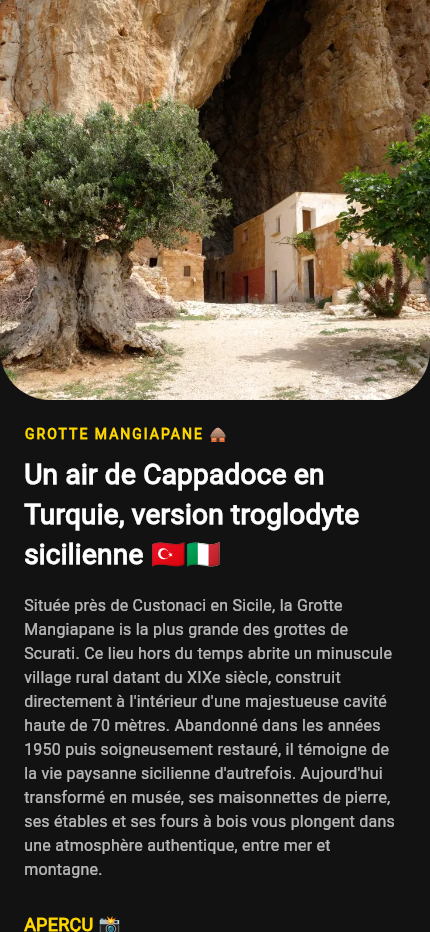 GROTTE MANGIAPANE 🛖
Un air de Cappadoce en
Turquie, version troglodyte
sicilienne 🇹🇷🇮🇹
Située près de Custonaci en Sicile, la Grotte
Mangiapane is la plus grande des grottes de
Scurati. Ce lieu hors du temps abrite un minuscule
village rural datant du XIXe siècle, construit
directement à l'intérieur d'une majestueuse cavité
haute de 70 mètres. Abandonné dans les années
1950 puis soigneusement restauré, il témoigne de
la vie paysanne sicilienne d'autrefois. Aujourd'hui
transformé en musée, ses maisonnettes de pierre,
ses étables et ses fours à bois vous plongent dans
une atmosphère authentique, entre mer et
montagne.
APERÇU 📸